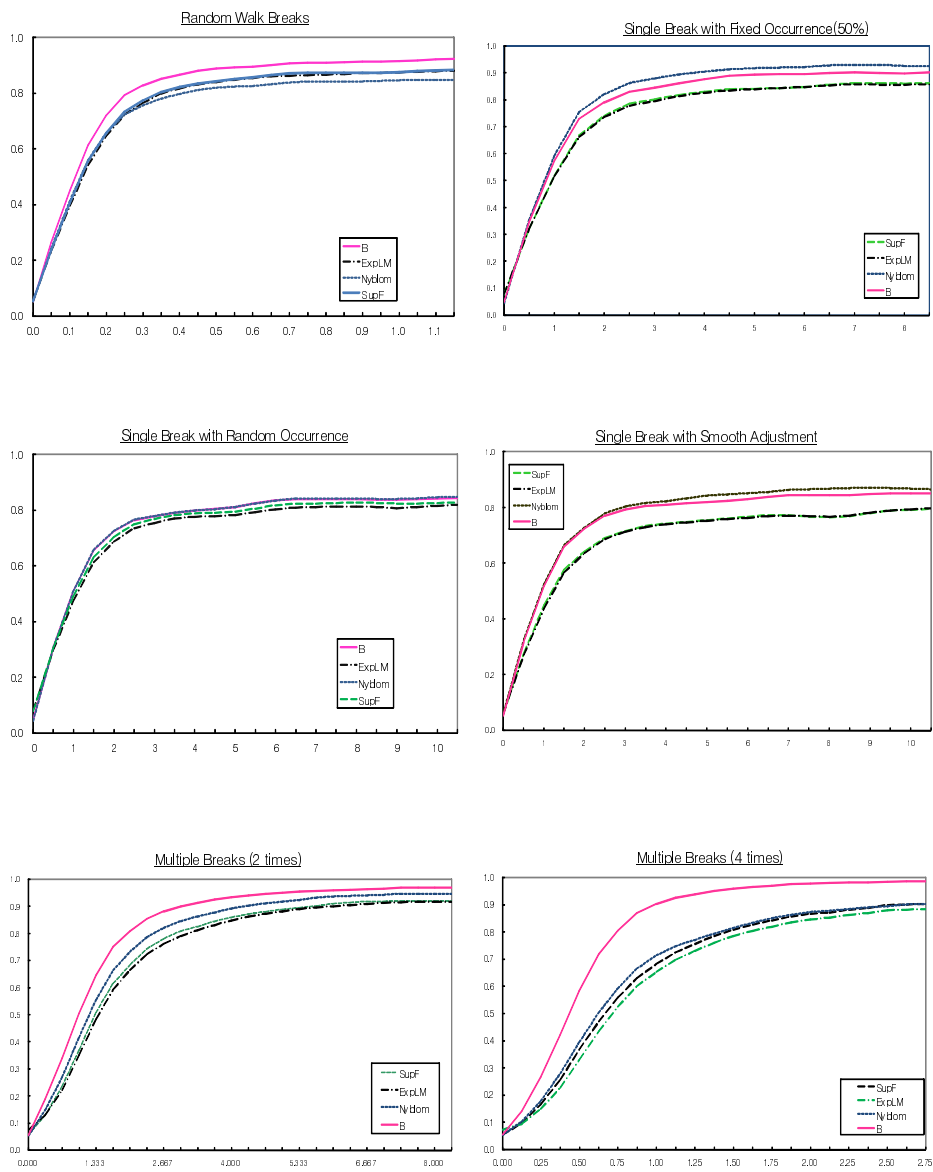 Random Walk Breaks
1.0
0.8
0.6
0.4
0.2
0.0
B
ExpLM
Nyblom
SupF
0.0 0.1 0.2 0.3 0.4 0.5 0.6 0.7 0.8 0.9 1.0 1.1
Single Break with Fixed Occurrence(50%)
1.0
0.9
0.8
0.7
0.6
0.5
0.4
0.3
0.2
0.1
0.0
SupF
ExpLM
Nyblom
B
0 1 2 3 4 5 6 7 8
Single Break with Random Occurrence
1.0
0.8
0.6
0.4
0.2
0.0
B
ExpLM
Nyblom
SupF
0 1 2 3 4 5 6 7 8 9 10
Single Break with Smooth Adjustment
1.0
0.8
0.6
0.4
0.2
0.0
SupF
ExpLM
Nyblom
B
0 1 2 3 4 5 6 7 8 9 10
Multiple Breaks (2 times)
1.0
0.9
0.8
0.7
0.6
0.5
0.4
0.3
0.2
0.1
0.0
SupF
ExpLM
Nyblom
B
0.000 1.333 2.667 4.000 5.333 6.667 8.000
Multiple Breaks (4 times)
1.0
0.9
0.8
0.7
0.6
0.5
0.4
0.3
0.2
0.1
0.0
SupF
ExpLM
Nyblom
B
0.00 0.25 0.50 0.75 1.00 1.25 1.50 1.75 2.00 2.25 2.50 2.75